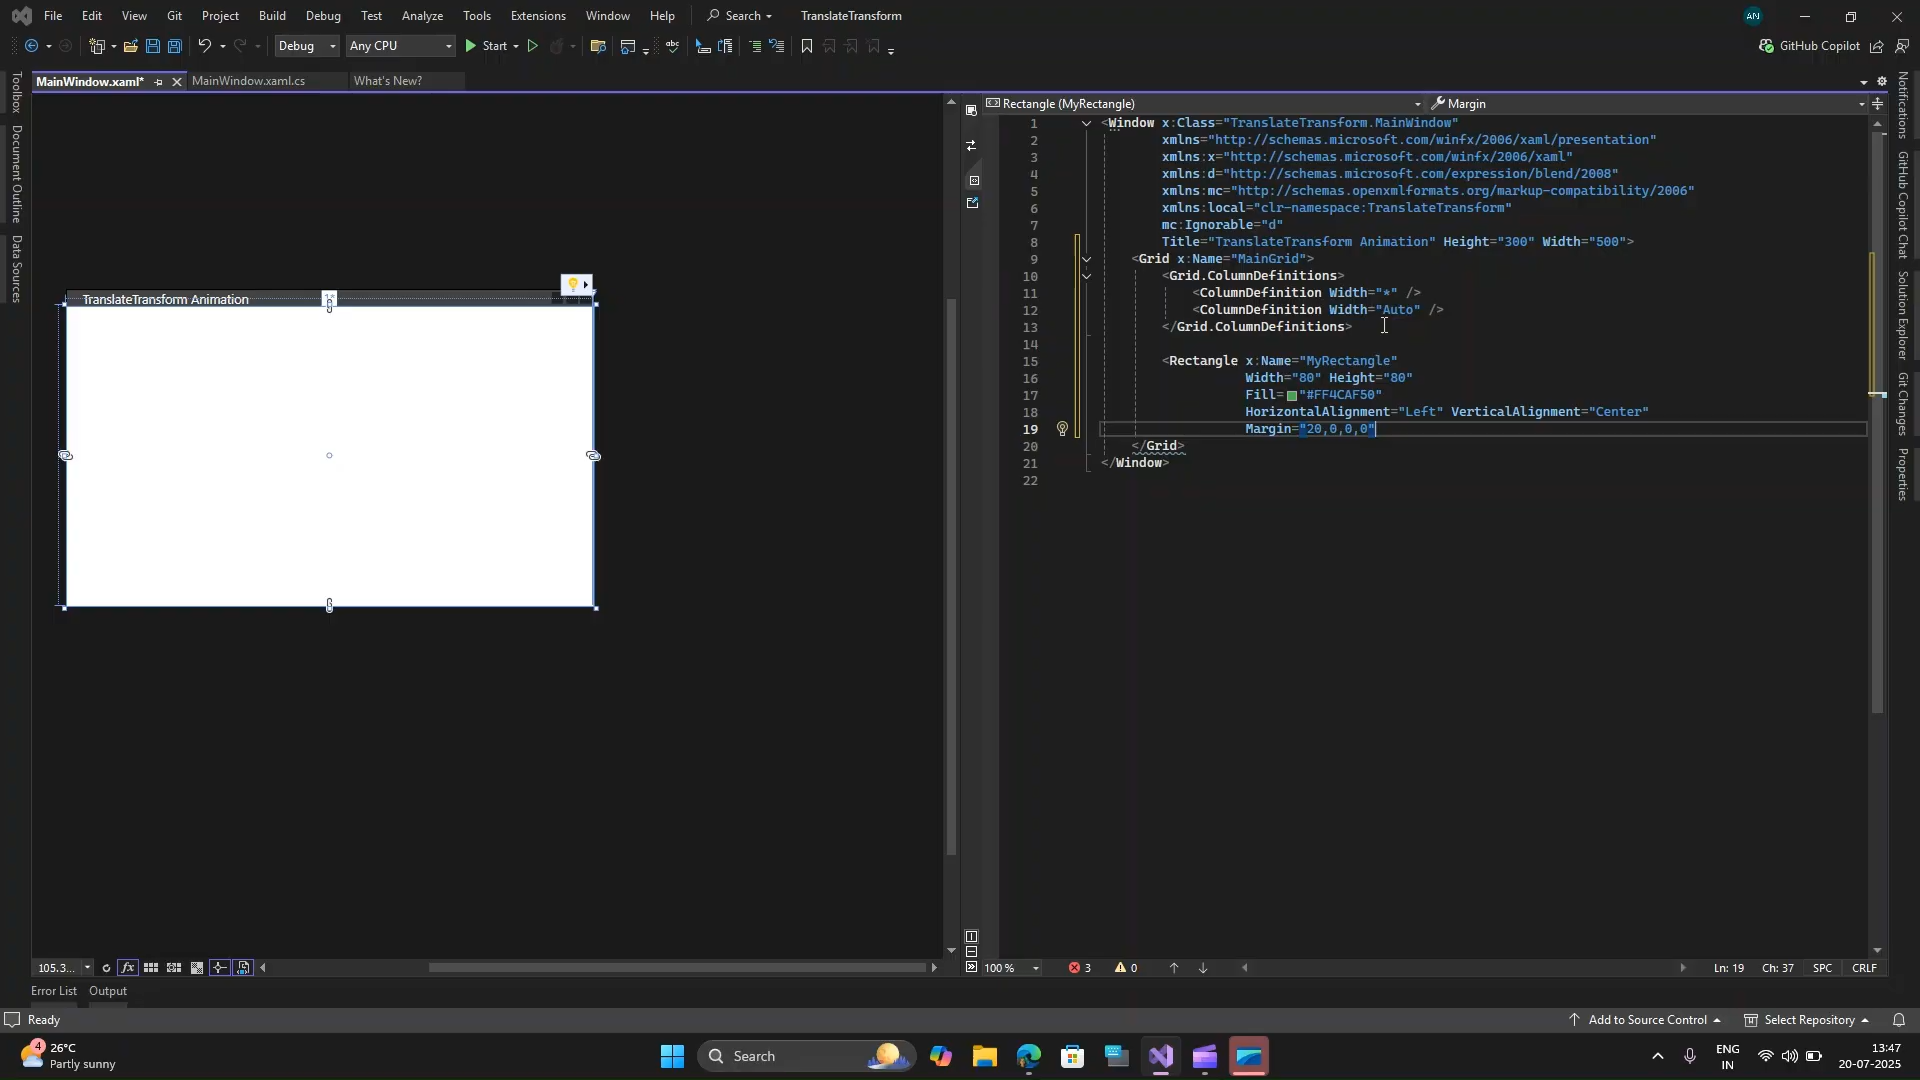 File Edit View Git Project Build Debug Test Analyze Tools Extensions Window Help Search TranslateTransform AN
Debug Any CPU Start abc GitHub Copilot
MainWindow.xaml* MainWindow.xaml.cs What's New?
Toolbox
Document Outline
Data Sources
TranslateTransform Animation
Rectangle (MyRectangle) Margin
1 <Window x:Class="TranslateTransform.MainWindow"
2 xmlns="http://schemas.microsoft.com/winfx/2006/xaml/presentation"
3 xmlns:x="http://schemas.microsoft.com/winfx/2006/xaml"
4 xmlns:d="http://schemas.microsoft.com/expression/blend/2008"
5 xmlns:mc="http://schemas.openxmlformats.org/markup-compatibility/2006"
6 xmlns:local="clr-namespace:TranslateTransform"
7 mc:Ignorable="d"
8 Title="TranslateTransform Animation" Height="300" Width="500">
9 <Grid x:Name="MainGrid">
10 <Grid.ColumnDefinitions>
11 <ColumnDefinition Width="*" />
12 <ColumnDefinition Width="Auto" />
13 </Grid.ColumnDefinitions>
14
15 <Rectangle x:Name="MyRectangle"
16 Width="80" Height="80"
17 Fill="#FF4CAF50"
18 HorizontalAlignment="Left" VerticalAlignment="Center"
19 Margin="20,0,0,0"
20 </Grid>
21 </Window>
22
Notifications
GitHub Copilot Chat
Solution Explorer
Git Changes
Properties
105.3... fx
100 % 3 0 Ln: 19 Ch: 37 SPC CRLF
Error List Output
Ready Add to Source Control Select Repository
4 26°C
Partly sunny
Search
ENG
IN
13:47
20-07-2025